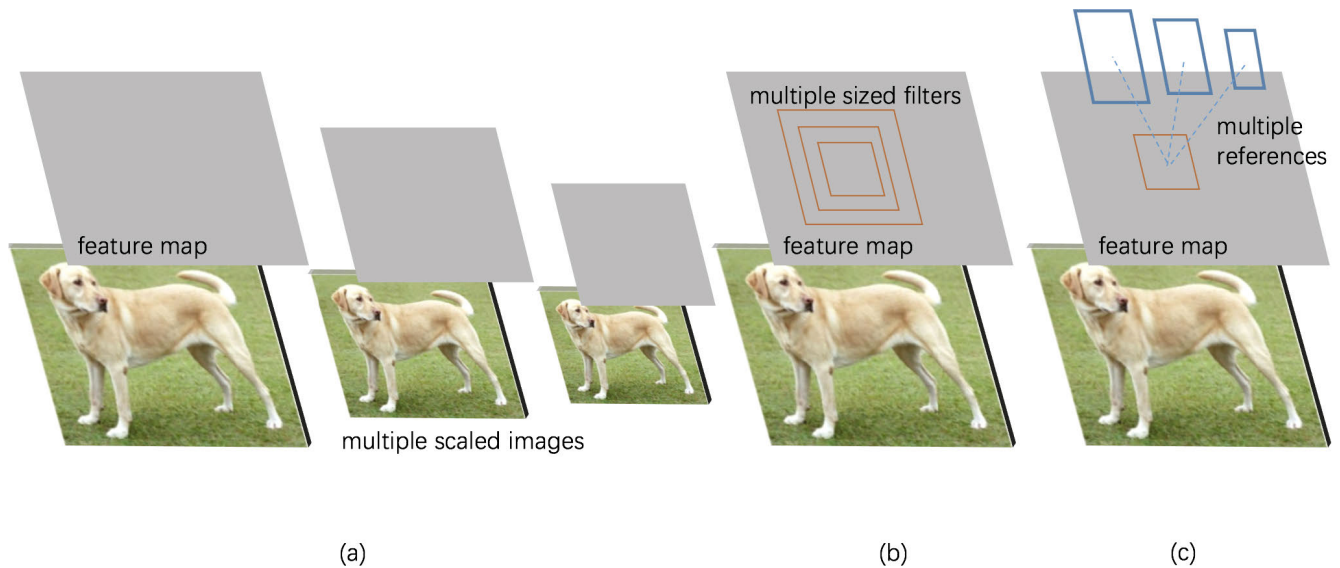 feature map
multiple scaled images
(a)
multiple sized filters
feature map
(b)
multiple
references
feature map
(c)